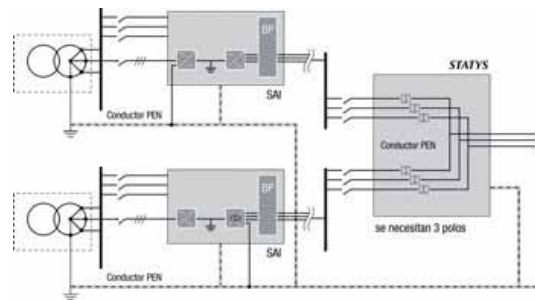 BP
STATYS
SAI
Conductor PEN
Conductor PEN
BP
se necesitan 3 polos
SAI
Conductor PEN